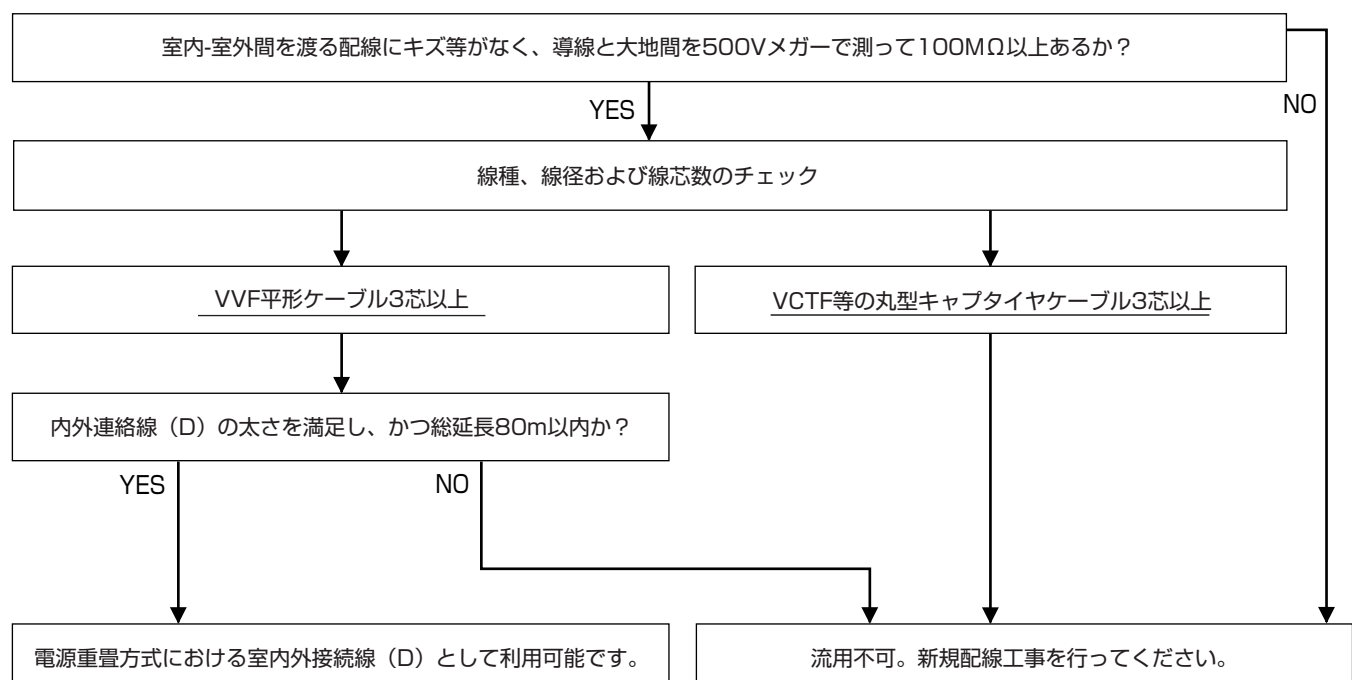 室内-室外間を渡る配線にキズ等がなく、導線と大地間を500Vメガーで測って100MΩ以上あるか？
YES
NO
線種、線径および線芯数のチェック
VVF平形ケーブル3芯以上
VCTF等の丸型キャプタイヤケーブル3芯以上
内外連絡線（D）の太さを満足し、かつ総延長80m以内か？
YES
NO
電源重畳方式における室内外接続線（D）として利用可能です。
流用不可。新規配線工事を行ってください。